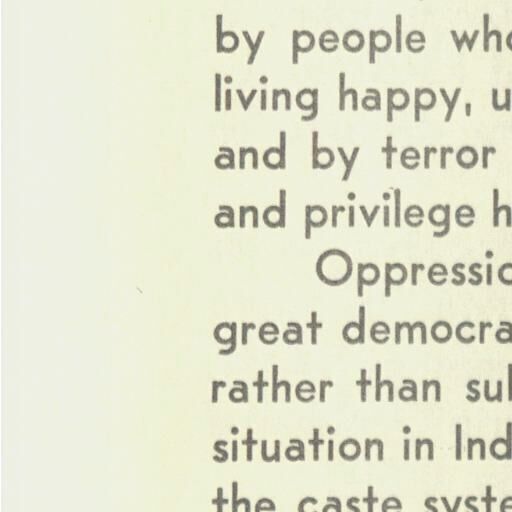 by people who
living happy, u
and by terror
and privilege h
Oppressio
great democra
rather than sul
situation in Ind
the caste syste